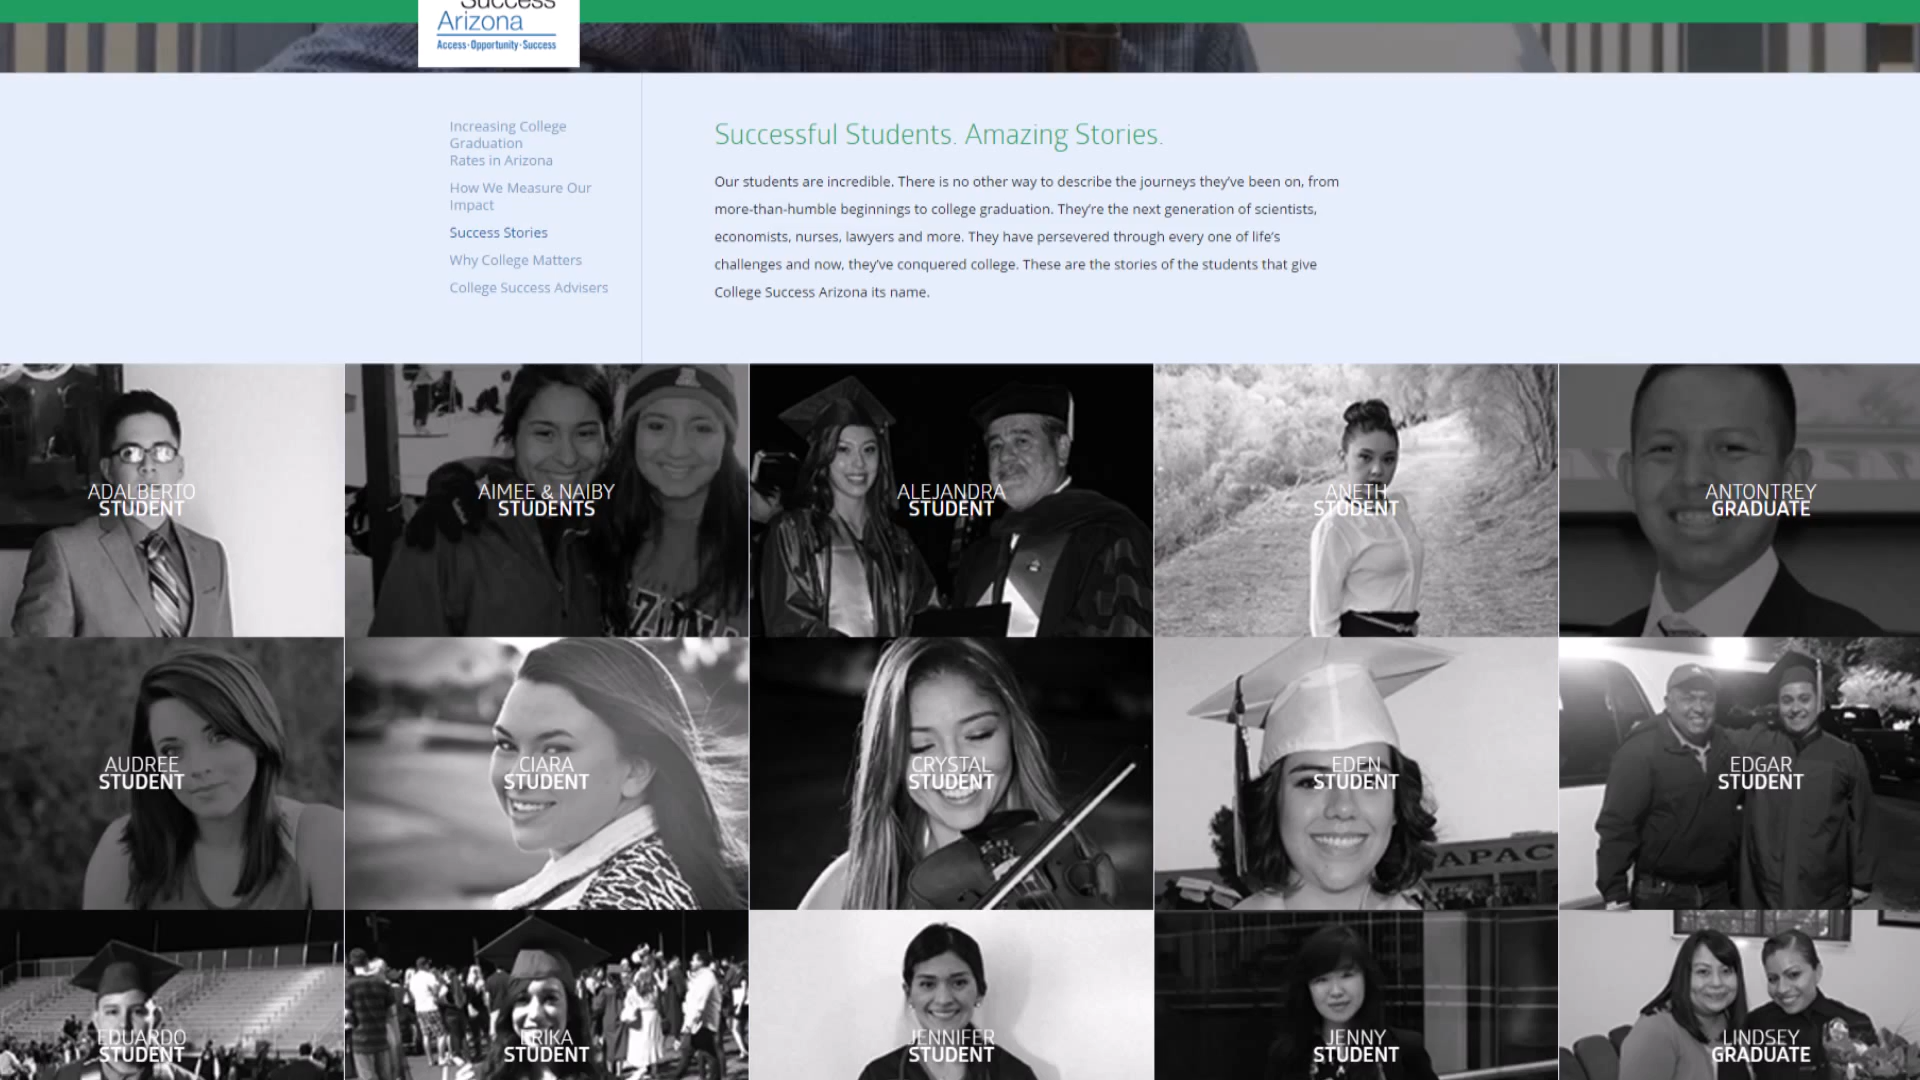 Success
Arizona
Access·Opportunity·Success
Increasing College
Graduation
Rates in Arizona
How We Measure Our
Impact
Success Stories
Why College Matters
College Success Advisers
Successful Students. Amazing Stories.
Our students are incredible. There is no other way to describe the journeys they’ve been on, from
more-than-humble beginnings to college graduation. They’re the next generation of scientists,
economists, nurses, lawyers and more. They have persevered through every one of life’s
challenges and now, they’ve conquered college. These are the stories of the students that give
College Success Arizona its name.
ADALBERTO
STUDENT
AIMEE & NAIBY
STUDENTS
ALEJANDRA
STUDENT
ANETH
STUDENT
ANTONTREY
GRADUATE
AUDREE
STUDENT
CIARA
STUDENT
CRYSTAL
STUDENT
EDEN
STUDENT
APAC
EDGAR
STUDENT
EDUARDO
STUDENT
ERIKA
STUDENT
JENNIFER
STUDENT
JENNY
STUDENT
LINDSEY
GRADUATE